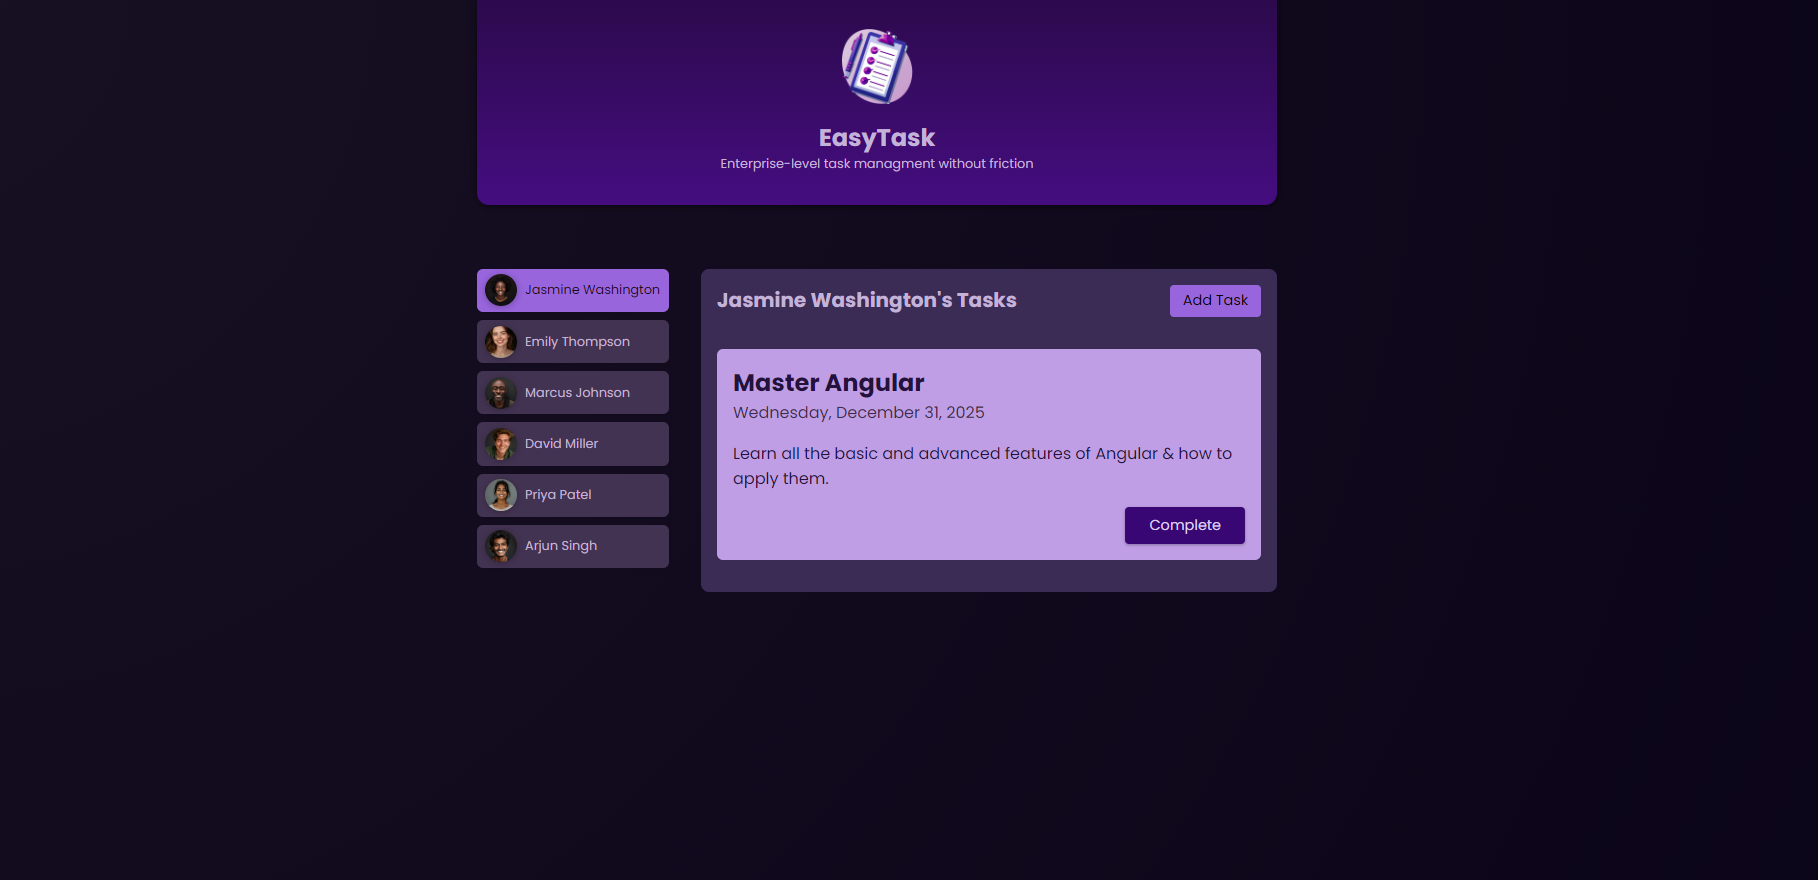 EasyTask
Enterprise-level task managment without friction
Jasmine Washington
Emily Thompson
Marcus Johnson
David Miller
Priya Patel
Arjun Singh
Jasmine Washington's Tasks
Add Task
Master Angular
Wednesday, December 31, 2025
Learn all the basic and advanced features of Angular & how to
apply them.
Complete